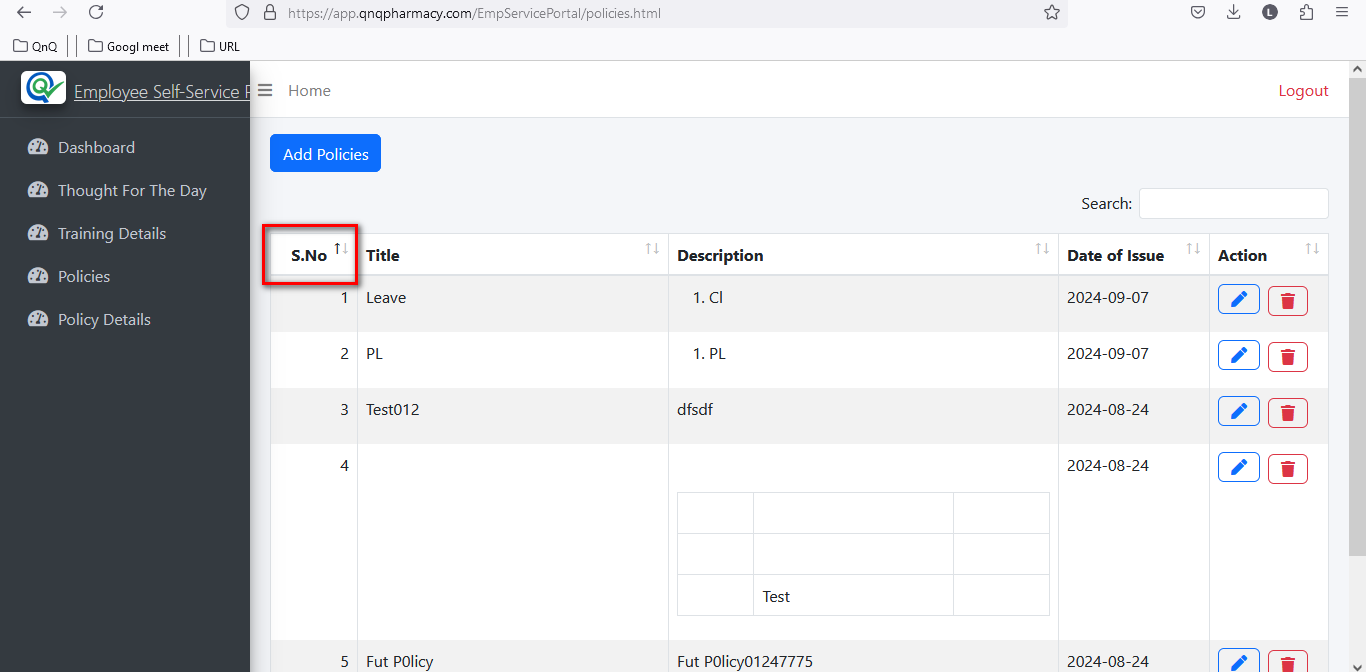 https://app.qnqpharmacy.com/EmpServicePortal/policies.html
L
QnQ
Googl meet
URL
Employee Self-Service P
Home
Logout
Dashboard
Thought For The Day
Training Details
Policies
Policy Details
Add Policies
Search:
S.No Title Description Date of Issue Action
1 Leave 1. Cl 2024-09-07
2 PL 1. PL 2024-09-07
3 Test012 dfsdf 2024-08-24
4 2024-08-24
Test
5 Fut P0licy Fut P0licy01247775 2024-08-24